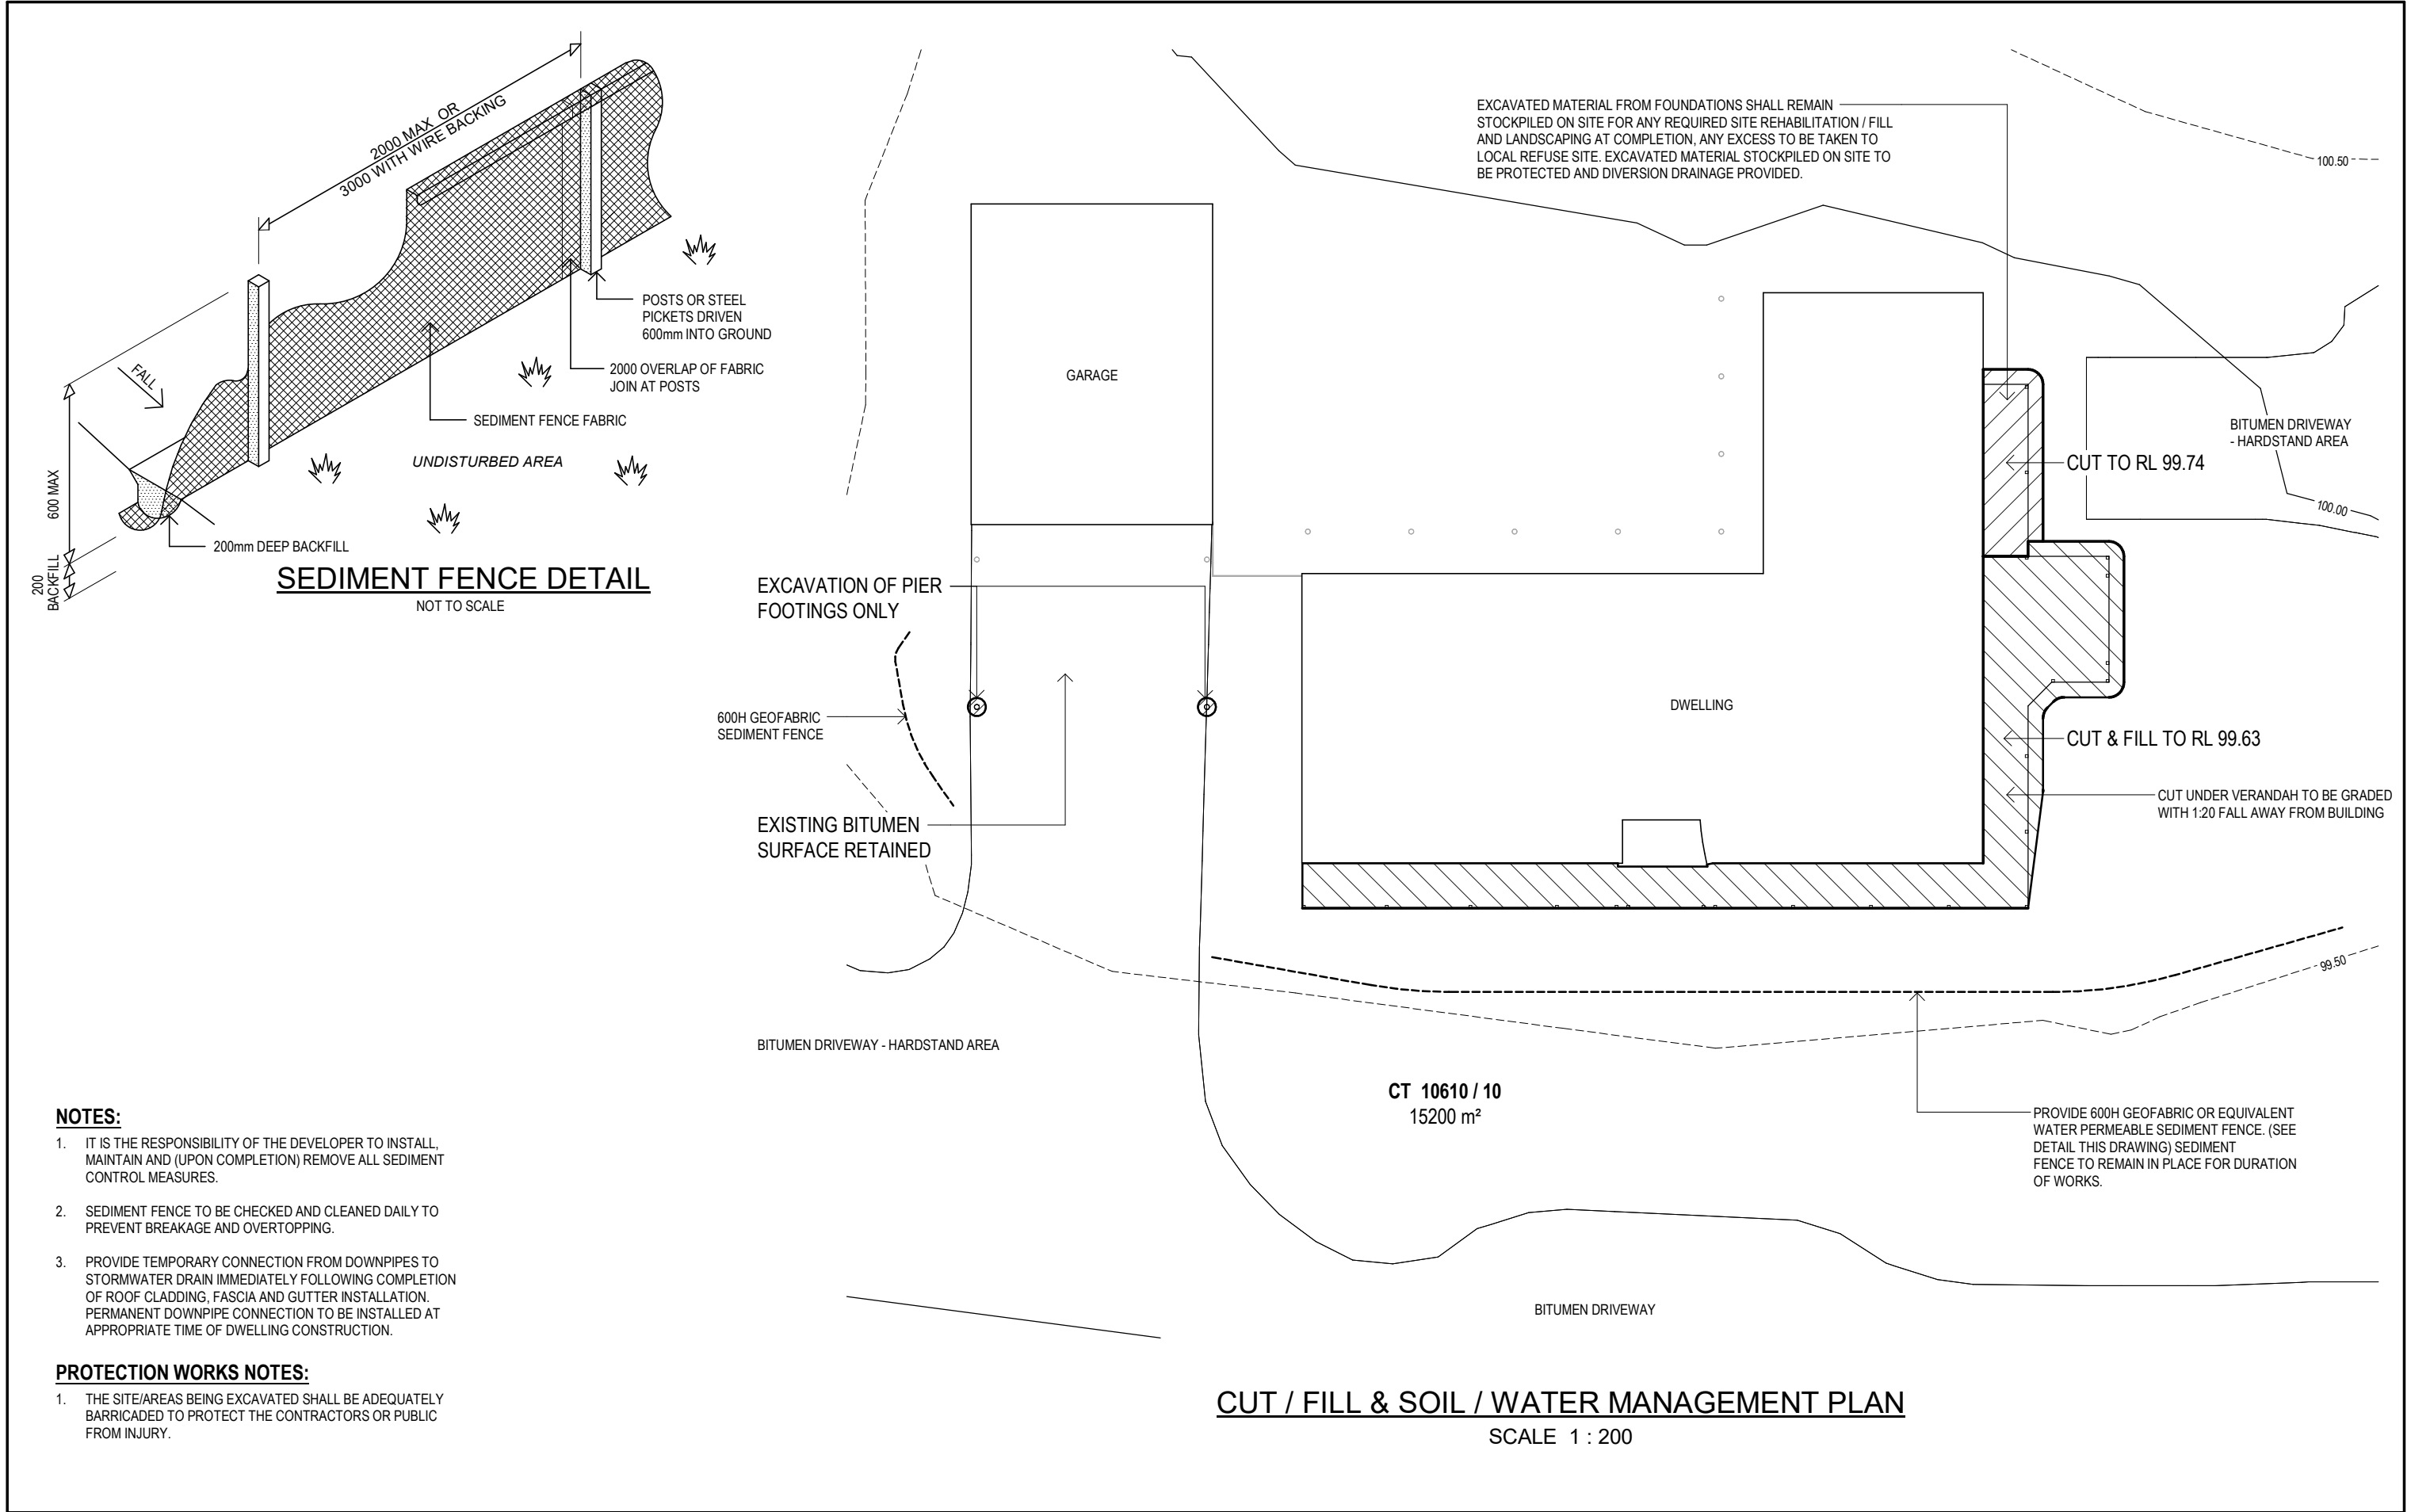 2000 MAX OR
3000 WITH WIRE BACKING
FALL
600 MAX
200
BACKFILL
POSTS OR STEEL
PICKETS DRIVEN
600mm INTO GROUND
2000 OVERLAP OF FABRIC
JOIN AT POSTS
SEDIMENT FENCE FABRIC
UNDISTURBED AREA
200mm DEEP BACKFILL
SEDIMENT FENCE DETAIL
NOT TO SCALE
EXCAVATED MATERIAL FROM FOUNDATIONS SHALL REMAIN
STOCKPILED ON SITE FOR ANY REQUIRED SITE REHABILITATION / FILL
AND LANDSCAPING AT COMPLETION, ANY EXCESS TO BE TAKEN TO
LOCAL REFUSE SITE. EXCAVATED MATERIAL STOCKPILED ON SITE TO
BE PROTECTED AND DIVERSION DRAINAGE PROVIDED.
100.50
GARAGE
BITUMEN DRIVEWAY
- HARDSTAND AREA
CUT TO RL 99.74
100.00
EXCAVATION OF PIER
FOOTINGS ONLY
600H GEOFABRIC
SEDIMENT FENCE
DWELLING
CUT & FILL TO RL 99.63
CUT UNDER VERANDAH TO BE GRADED
WITH 1:20 FALL AWAY FROM BUILDING
EXISTING BITUMEN
SURFACE RETAINED
99.50
BITUMEN DRIVEWAY - HARDSTAND AREA
CT 10610 / 10
15200 m²
PROVIDE 600H GEOFABRIC OR EQUIVALENT
WATER PERMEABLE SEDIMENT FENCE. (SEE
DETAIL THIS DRAWING) SEDIMENT
FENCE TO REMAIN IN PLACE FOR DURATION
OF WORKS.
BITUMEN DRIVEWAY
NOTES:
1. IT IS THE RESPONSIBILITY OF THE DEVELOPER TO INSTALL,
MAINTAIN AND (UPON COMPLETION) REMOVE ALL SEDIMENT
CONTROL MEASURES.
2. SEDIMENT FENCE TO BE CHECKED AND CLEANED DAILY TO
PREVENT BREAKAGE AND OVERTOPPING.
3. PROVIDE TEMPORARY CONNECTION FROM DOWNPIPES TO
STORMWATER DRAIN IMMEDIATELY FOLLOWING COMPLETION
OF ROOF CLADDING, FASCIA AND GUTTER INSTALLATION.
PERMANENT DOWNPIPE CONNECTION TO BE INSTALLED AT
APPROPRIATE TIME OF DWELLING CONSTRUCTION.
PROTECTION WORKS NOTES:
1. THE SITE/AREAS BEING EXCAVATED SHALL BE ADEQUATELY
BARRICADED TO PROTECT THE CONTRACTORS OR PUBLIC
FROM INJURY.
CUT / FILL & SOIL / WATER MANAGEMENT PLAN
SCALE 1 : 200